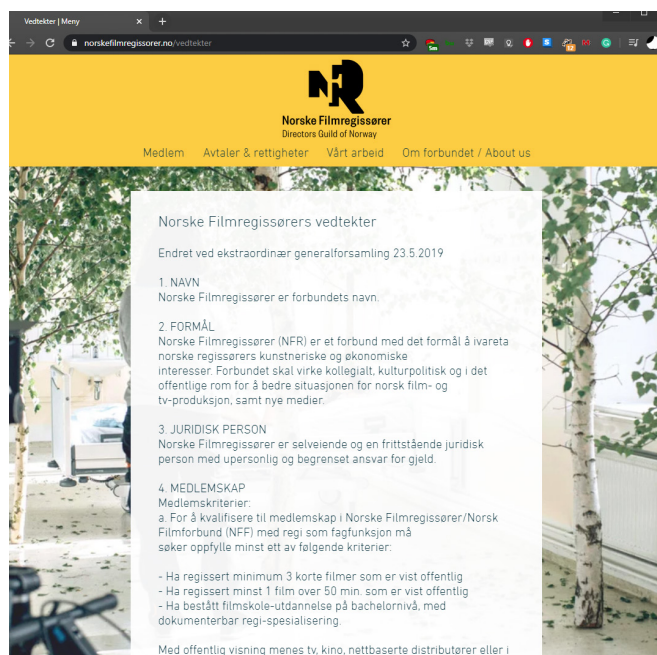 Vedtekter | Meny
norskefilmregissorer.no/vedtekter
NFR
Norske Filmregissører
Directors Guild of Norway
Medlem Avtaler & rettigheter Vårt arbeid Om forbundet / About us
Norske Filmregissørers vedtekter
Endret ved ekstraordinær generalforsamling 23.5.2019
1. NAVN
Norske Filmregissører er forbundets navn.
2. FORMÅL
Norske Filmregissører (NFR) er et forbund med det formål å ivareta
norske regissørers kunstneriske og økonomiske
interesser. Forbundet skal virke kollegialt, kulturpolitisk og i det
offentlige rom for å bedre situasjonen for norsk film- og
tv-produksjon, samt nye medier.
3. JURIDISK PERSON
Norske Filmregissører er selveiende og en frittstående juridisk
person med upersonlig og begrenset ansvar for gjeld.
4. MEDLEMSKAP
Medlemskriterier:
a. For å kvalifisere til medlemskap i Norske Filmregissører/Norsk
Filmforbund (NFF) med regi som fagfunksjon må
søker oppfylle minst ett av følgende kriterier:
- Ha regissert minimum 3 korte filmer som er vist offentlig
- Ha regissert minst 1 film over 50 min. som er vist offentlig
- Ha bestått filmskole-utdannelse på bachelornivå, med
dokumenterbar regi-spesialisering.
Med offentlig visning menes tv, kino, nettbaserte distributører eller i